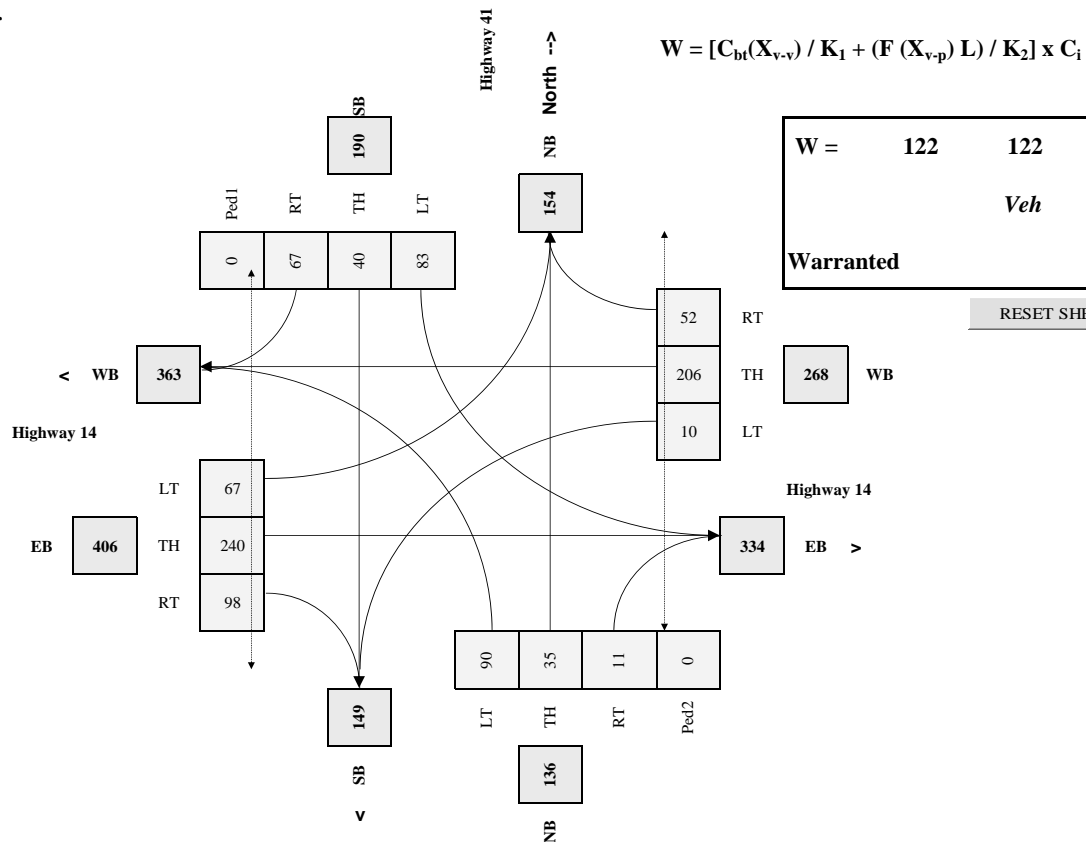 Highway 41
North -->
W = [Cbt(Xv-v) / K1 + (F (Xv-p) L) / K2] x Ci
W = 122 122
Veh
Warranted
RESET SHE
SB
190
NB
>
154
Ped1 RT TH LT
0 67 40 83
52 RT
206 TH 268 WB
10 LT
< WB 363
Highway 14
LT 67
EB 406 TH 240
RT 98
Highway 14
334 EB >
90 35 11 0
LT TH RT Ped2
149
SB
<
136
NB